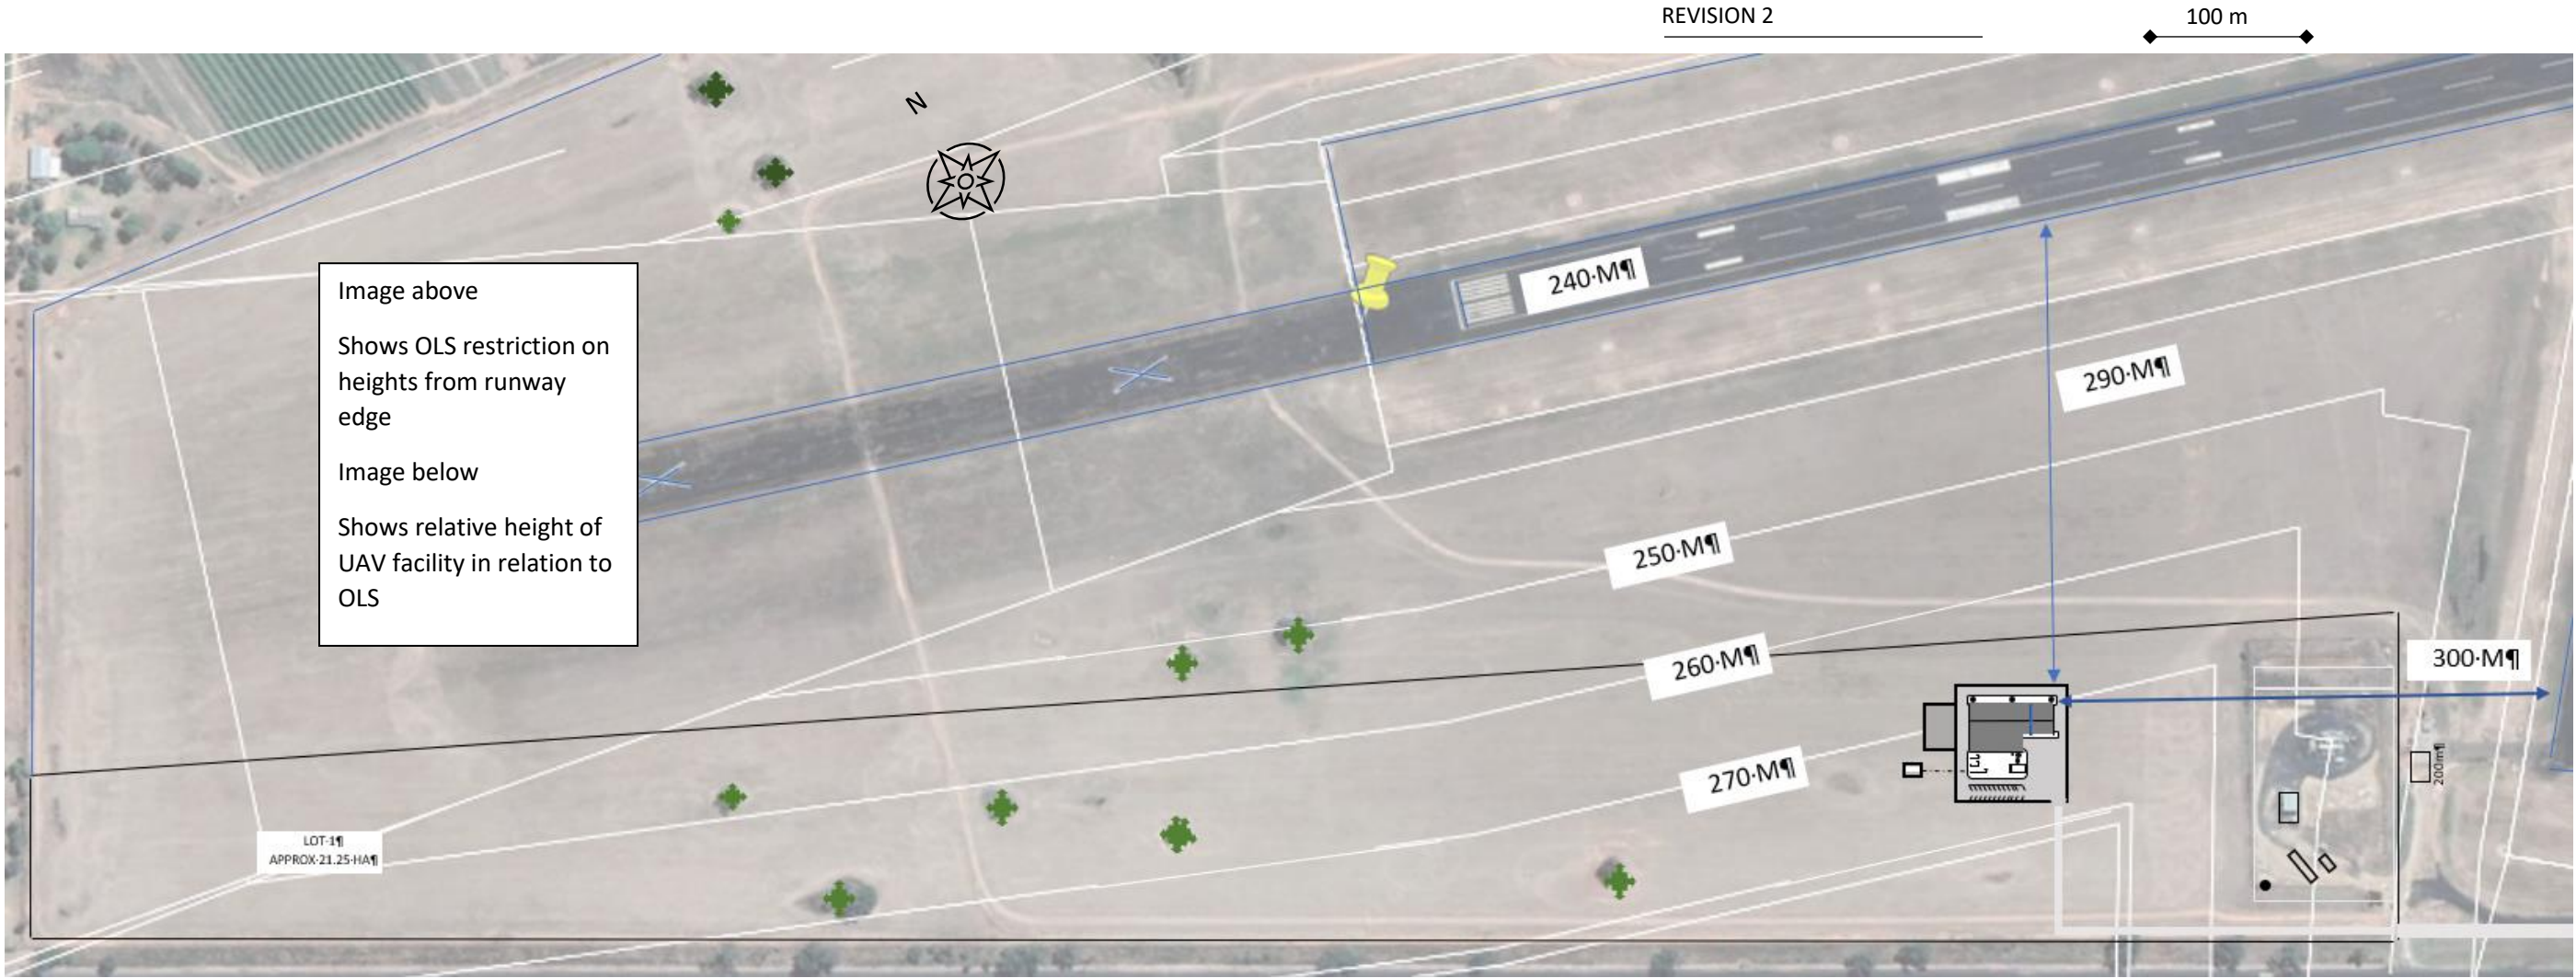 REVISION 2
100 m
N
240·M¶
Image above
Shows OLS restriction on
heights from runway
edge
Image below
Shows relative height of
UAV facility in relation to
OLS
290·M¶
250·M¶
260·M¶
300·M¶
270·M¶
200m¶
LOT·1¶
APPROX·21.25·HA¶